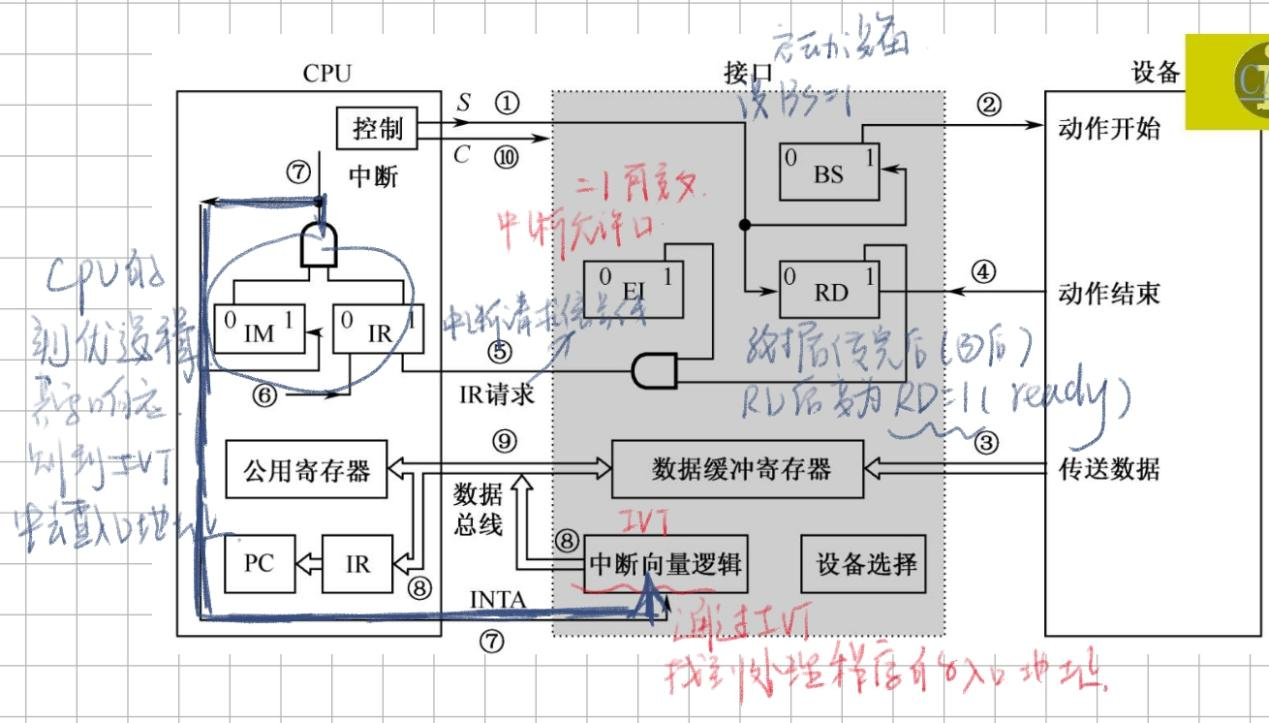 启动设备
CPU
接口
设备
设BS=1
S ①
②
控制
动作开始
C ⑩
⑦
中断
0 1
BS
=1有意义.
中断允许口
CPU的
0 1
EI
0 1
RD
④
动作结束
0 1
IM
0 1
IR
中断请求信号线
⑤
数据传完后(③后)
⑥
IR请求
RD后变为RD=1(ready)
③
⑨
公用寄存器
数据缓冲寄存器
传送数据
数据
总线
IVT
⑧
PC
IR
⑧
中断向量逻辑
设备选择
INTA
⑦
通过IVT
找到处理程序的入口地址.